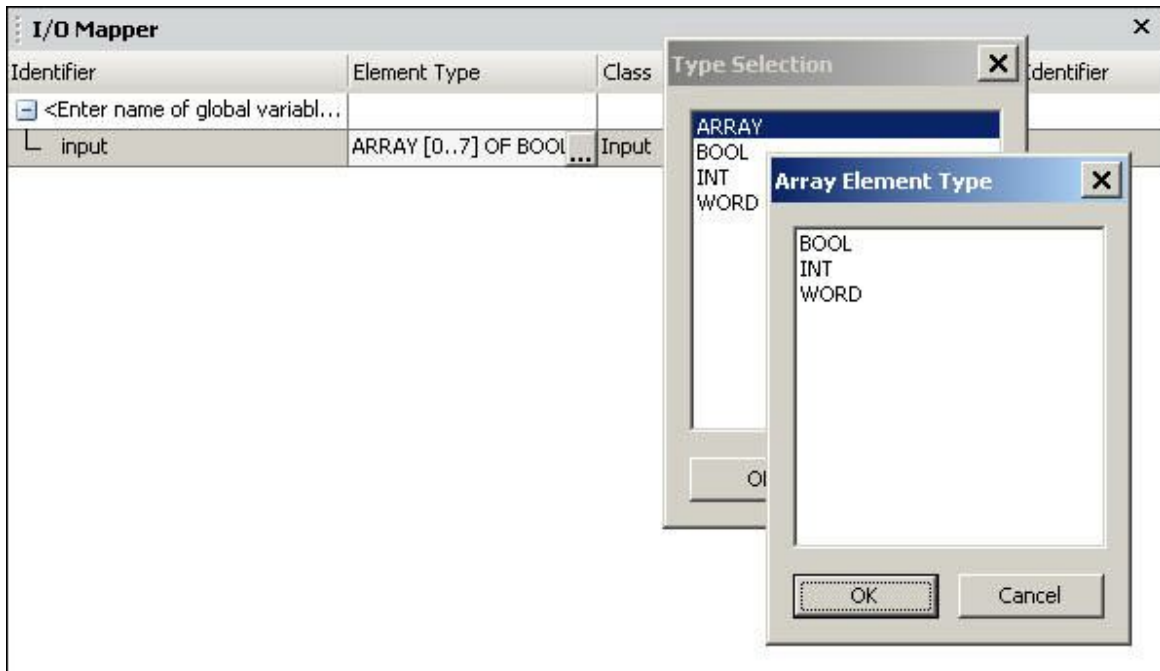 I/O Mapper
Identifier Element Type Class Identifier
<Enter name of global variabl...
input ARRAY [0..7] OF BOOL ... Input
Type Selection
ARRAY
BOOL
INT
WORD
Array Element Type
BOOL
INT
WORD
OK Cancel